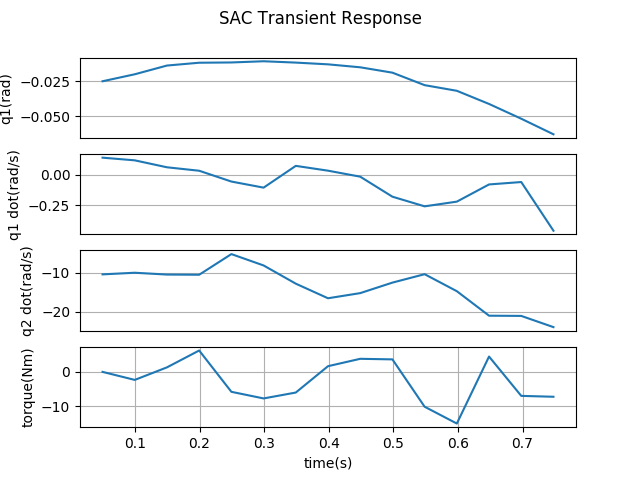 SAC Transient Response
q1(rad)
−0.025
−0.050
q1 dot(rad/s)
0.00
−0.25
q2 dot(rad/s)
−10
−20
torque(Nm)
0
−10
0.1 0.2 0.3 0.4 0.5 0.6 0.7
time(s)